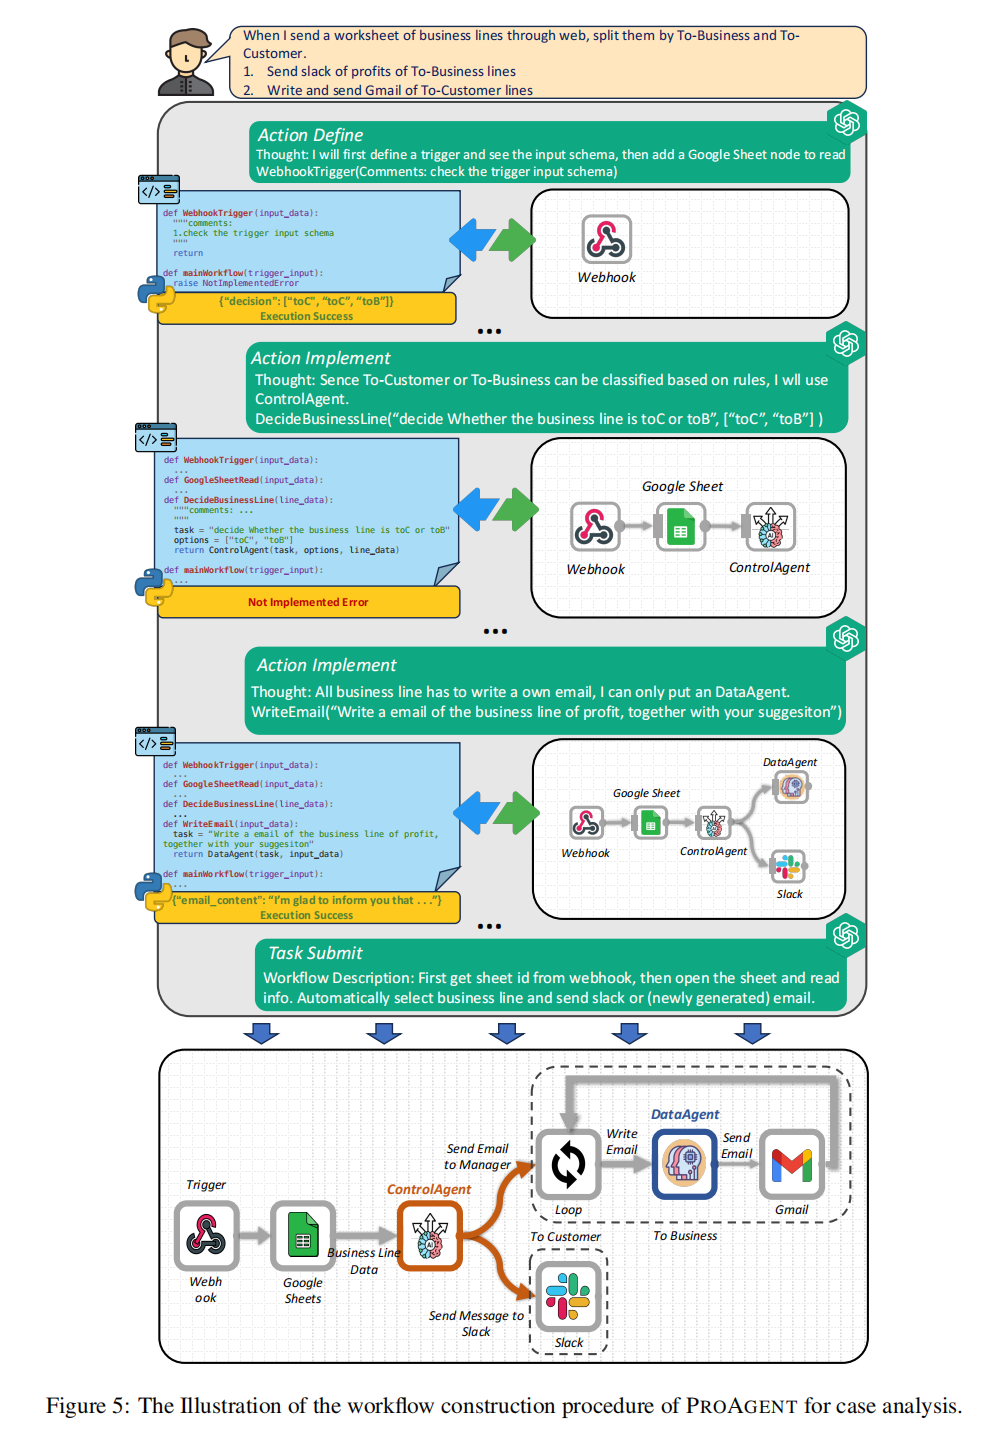 When I send a worksheet of business lines through web, split them by To-Business and To-
Customer.
1. Send slack of profits of To-Business lines
2. Write and send Gmail of To-Customer lines
Action Define
Thought: I will first define a trigger and see the input schema, then add a Google Sheet node to read
WebhookTrigger(Comments: check the trigger input schema)
def WebhookTrigger(input_data):
"""comments:
1.check the trigger input schema
"""
return
def mainWorkflow(trigger_input):
raise NotImplementedError
{"decision": ["toC", "toC", "toB"]}
Execution Success
Webhook
...
Action Implement
Thought: Sence To-Customer or To-Business can be classified based on rules, I wll use
ControlAgent.
DecideBusinessLine("decide Whether the business line is toC or toB", ["toC", "toB"] )
def WebhookTrigger(input_data):
...
def GoogleSheetRead(input_data):
...
def DecideBusinessLine(line_data):
"""comments: ...
"""
task = "decide Whether the business line is toC or toB"
options = ["toC", "toB"]
return ControlAgent(task, options, line_data)
def mainWorkflow(trigger_input):
...
Not Implemented Error
Google Sheet
Webhook
ControlAgent
...
Action Implement
Thought: All business line has to write a own email, I can only put an DataAgent.
WriteEmail("Write a email of the business line of profit, together with your suggesiton")
def WebhookTrigger(input_data):
...
def GoogleSheetRead(input_data):
...
def DecideBusinessLine(line_data):
...
def WriteEmail(input_data):
task = "Write a email of the business line of profit,
together with your suggesiton"
return DataAgent(task, input_data)
def mainWorkflow(trigger_input):
...
{"email_content": "I'm glad to inform you that ..."}
Execution Success
DataAgent
Google Sheet
Webhook
ControlAgent
Slack
...
Task Submit
Workflow Description: First get sheet id from webhook, then open the sheet and read
info. Automatically select business line and send slack or (newly generated) email.
Trigger
Webh
ook
Google
Sheets
Business Line
Data
ControlAgent
AI
Send Email
to Manager
Send Message to
Slack
Loop
Write
Email
DataAgent
Send
Email
Gmail
To Customer
To Business
Slack
Figure 5: The Illustration of the workflow construction procedure of PROAGENT for case analysis.